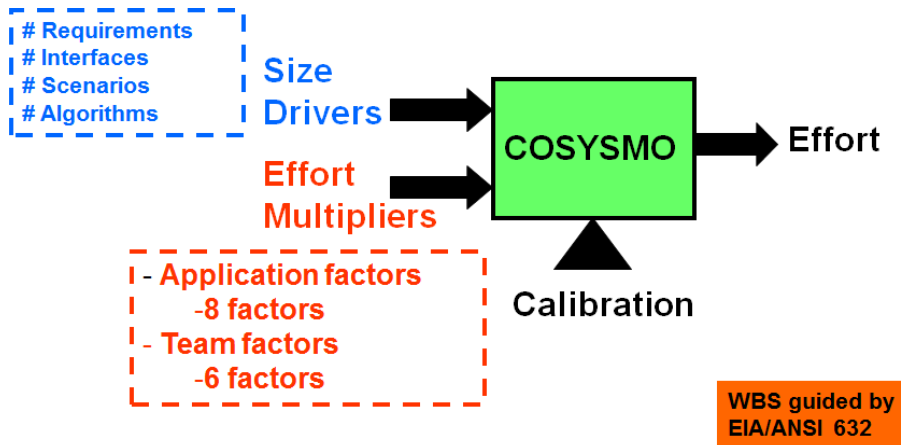 # Requirements
# Interfaces
# Scenarios
# Algorithms
Size
Drivers
Effort
Multipliers
COSYSMO
Effort
- Application factors
-8 factors
- Team factors
-6 factors
Calibration
WBS guided by
EIA/ANSI 632